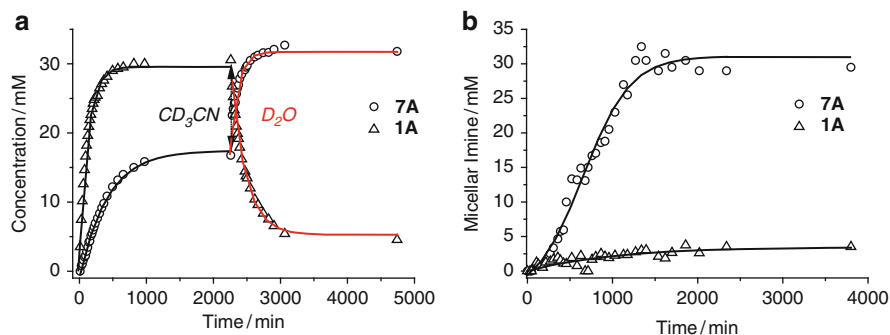 a
Concentration / mM
30
20
10
0
CD₃CN
D₂O
7A
1A
0
1000
2000
3000
4000
5000
Time / min
b
Micellar Imine / mM
35
30
25
20
15
10
5
0
7A
1A
0
1000
2000
3000
4000
Time / min